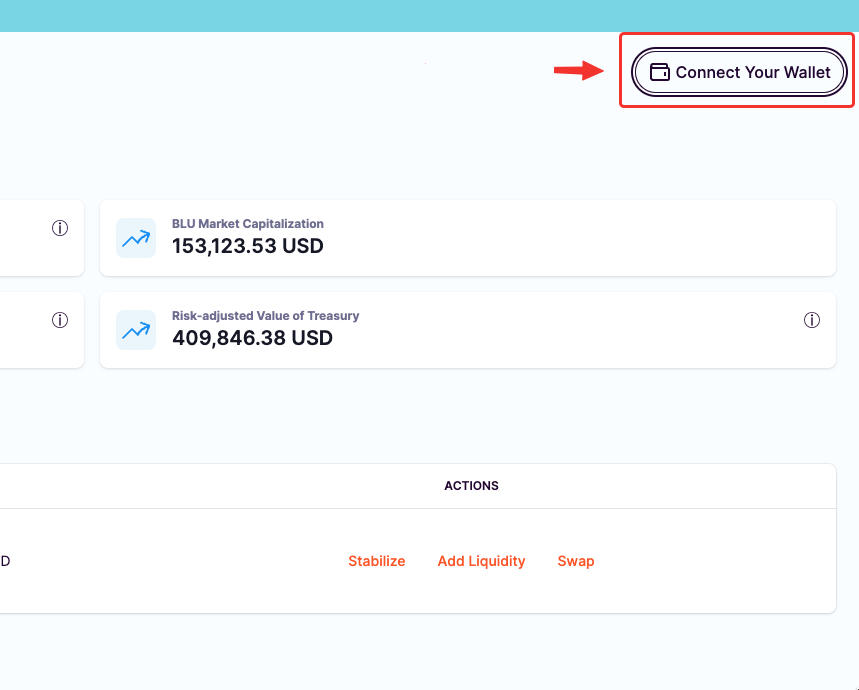 Connect Your Wallet
BLU Market Capitalization
153,123.53 USD
Risk-adjusted Value of Treasury
409,846.38 USD
ACTIONS
D Stabilize Add Liquidity Swap